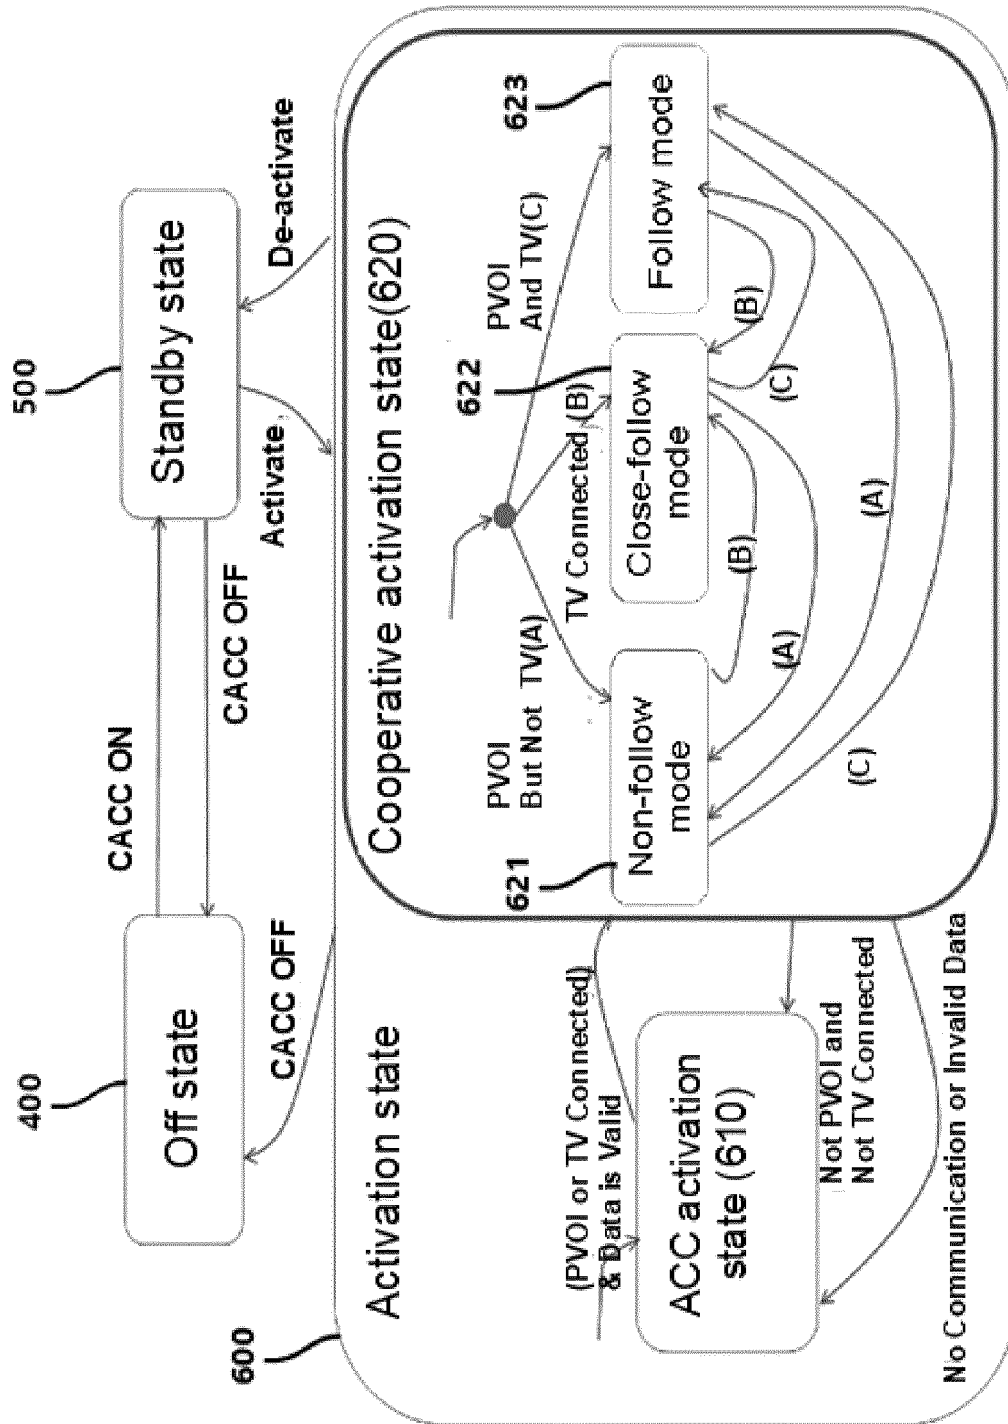 400
Off state
CACC ON
CACC OFF
500
Standby state
CACC OFF
Activate
De-activate
600
Activation state
(PVOI or TV Connected)
& Data is Valid
ACC activation
state (610)
Not PVOI and
Not TV Connected
No Communication or Invalid Data
Cooperative activation state(620)
PVOI
But Not TV(A)
TV Connected (B)
PVOI
And TV(C)
621
Non-follow
mode
622
Close-follow
mode
623
Follow mode
(B)
(A)
(B)
(C)
(A)
(C)